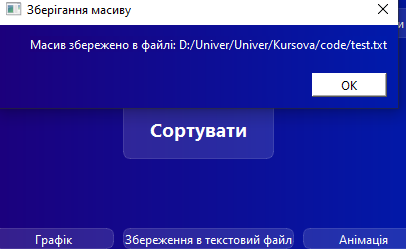 Зберігання масиву
Масив збережено в файлі: D:/Univer/Univer/Kursova/code/test.txt
OK
Сортувати
Графік
Збереження в текстовий файл
Анімація